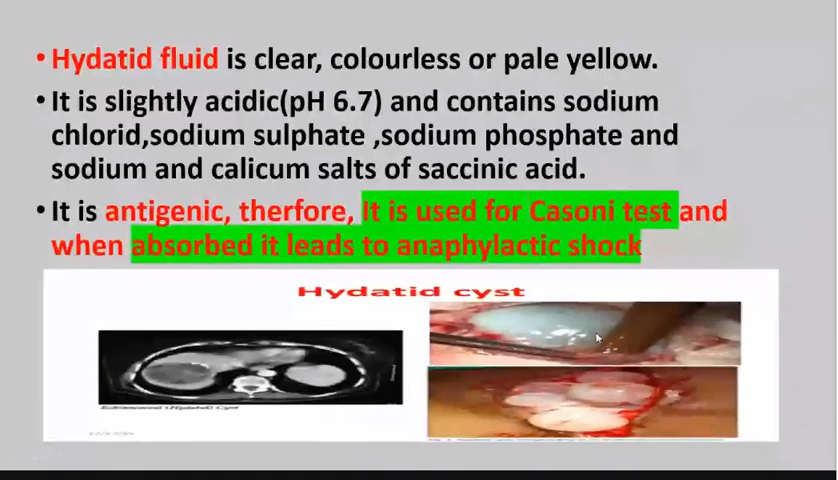 • Hydatid fluid is clear, colourless or pale yellow.
• It is slightly acidic(pH 6.7) and contains sodium
chlorid,sodium sulphate ,sodium phosphate and
sodium and calicum salts of saccinic acid.
• It is antigenic, therfore, It is used for Casoni test and
when absorbed it leads to anaphylactic shock
Hydatid cyst
(Hydatid) Cyst